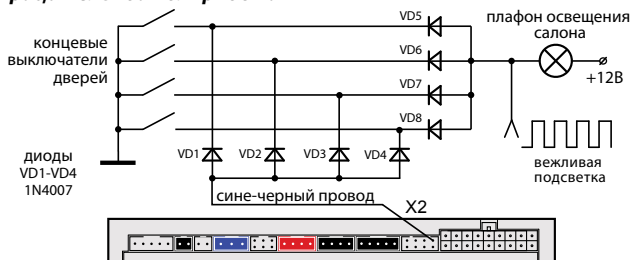 VD5
VD6
VD7
VD8
концевые
выключатели
дверей
плафон освещения
салона
+12В
диоды
VD1-VD4
1N4007
VD1
VD2
VD3
VD4
вежливая
подсветка
сине-черный провод
X2